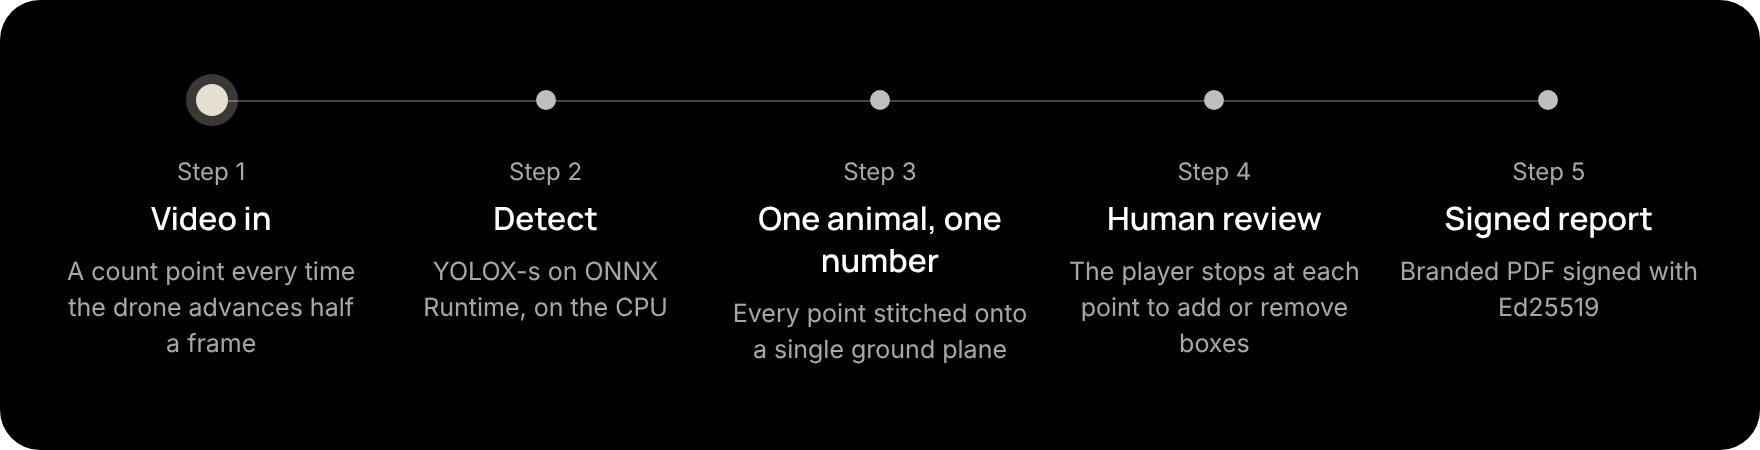 Step 1
Video in
A count point every time
the drone advances half
a frame
Step 2
Detect
YOLOX-s on ONNX
Runtime, on the CPU
Step 3
One animal, one
number
Every point stitched onto
a single ground plane
Step 4
Human review
The player stops at each
point to add or remove
boxes
Step 5
Signed report
Branded PDF signed with
Ed25519